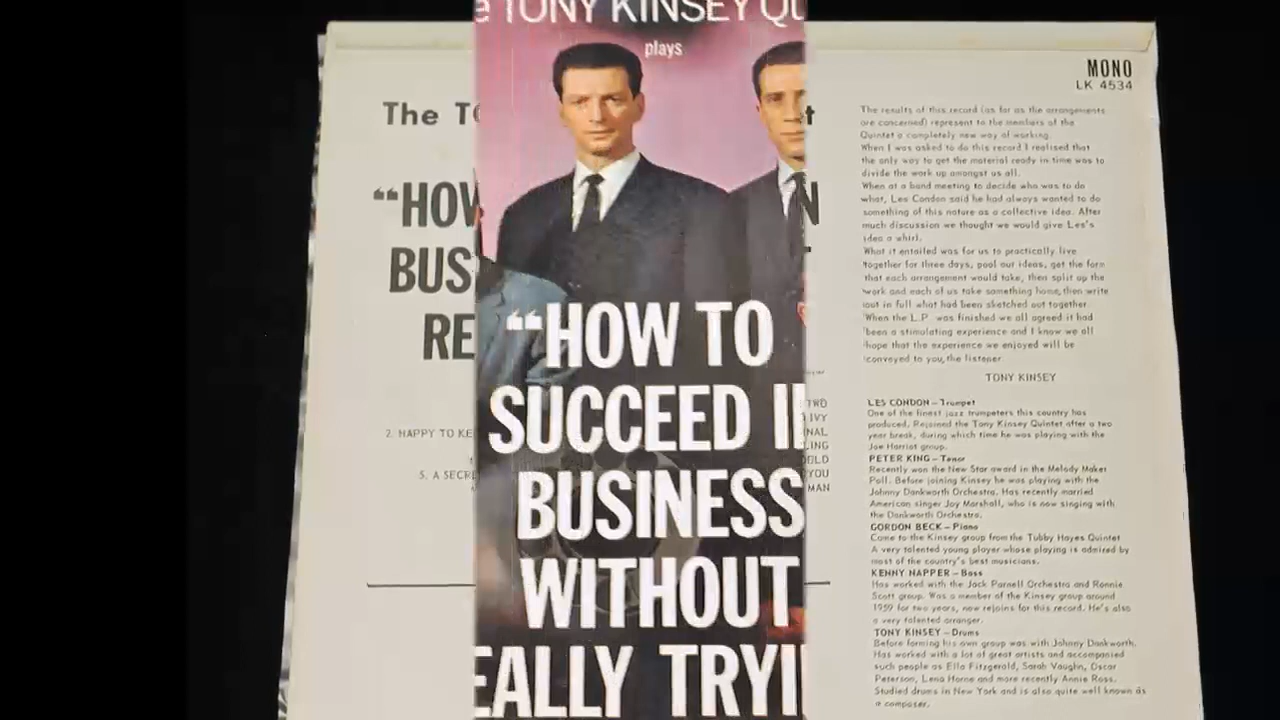 e TONY KINSEY QU
plays
"HOW TO
SUCCEED IN
BUSINESS
WITHOUT
EALLY TRYI
The TO
"HOW
BUS
RE
2. HAPPY TO KE
5. A SECR
t
N
T
TWO
IVY
NAL
LING
OULD
YOU
MAN
MONO
LK 4534
The results of this record (as far as the arrangements
are concerned) represent to the members of the
Quintet a completely new way of working.
When I was asked to do this record I realised that
the only way to get the material ready in time was to
divide the work up amongst us all.
When at a band meeting to decide who was to do
what, Les Condon said he had always wanted to do
something of this nature as a collective idea. After
much discussion we thought we would give Les's
idea a whirl.
What it entailed was for us to practically live
together for three days, pool our ideas, get the form
that each arrangement would take, then split up the
work and each of us take something home, then write
out in full what had been sketched out together.
When the L.P. was finished we all agreed it had
been a stimulating experience and I know we all
hope that the experience we enjoyed will be
conveyed to you, the listener.
TONY KINSEY
LES CONDON – Trumpet
One of the finest jazz trumpeters this country has
produced. Rejoined the Tony Kinsey Quintet after a two
year break, during which time he was playing with the
Joe Harriot group.
PETER KING – Tenor
Recently won the New Star award in the Melody Maker
Poll. Before joining Kinsey he was playing with the
Johnny Dankworth Orchestra. Has recently married
American singer Joy Marshall, who is now singing with
the Dankworth Orchestra.
GORDON BECK – Piano
Came to the Kinsey group from the Tubby Hayes Quintet
A very talented young player whose playing is admired by
most of the country's best musicians.
KENNY NAPPER – Bass
Has worked with the Jack Parnell Orchestra and Ronnie
Scott group. Was a member of the Kinsey group around
1959 for two years, now rejoins for this record. He's also
a very talented arranger.
TONY KINSEY – Drums
Before forming his own group was with Johnny Dankworth.
Has worked with a lot of great artists and accompanied
such people as Ella Fitzgerald, Sarah Vaughn, Oscar
Peterson, Lena Horne and more recently Annie Ross.
Studied drums in New York and is also quite well known as
a composer.